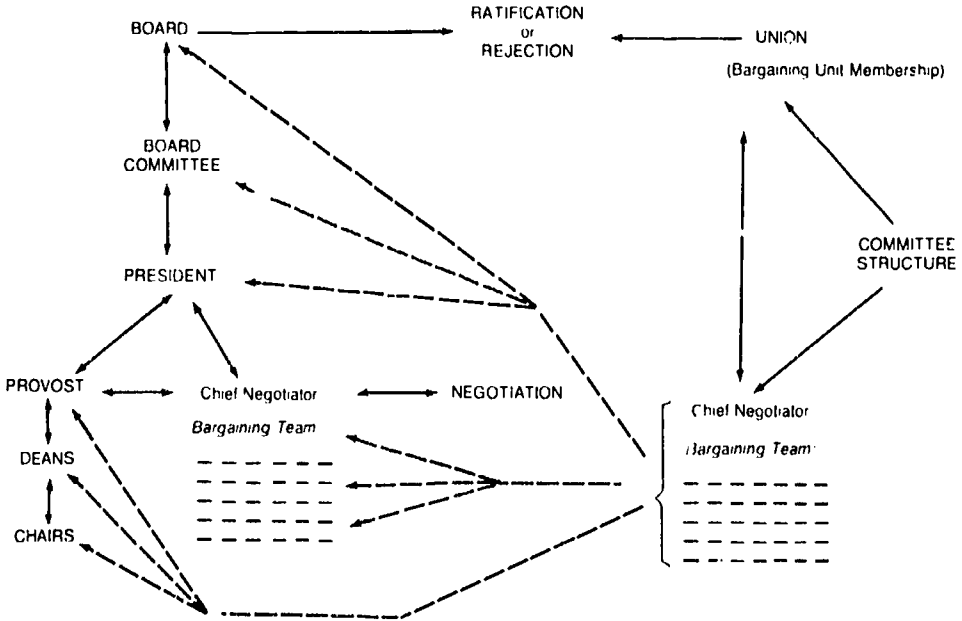 BOARD
RATIFICATION
or
REJECTION
UNION
(Bargaining Unit Membership)
BOARD
COMMITTEE
COMMITTEE
STRUCTURE
PRESIDENT
PROVOST
Chief Negotiator
NEGOTIATION
Chief Negotiator
Bargaining Team
Bargaining Team
DEANS
CHAIRS